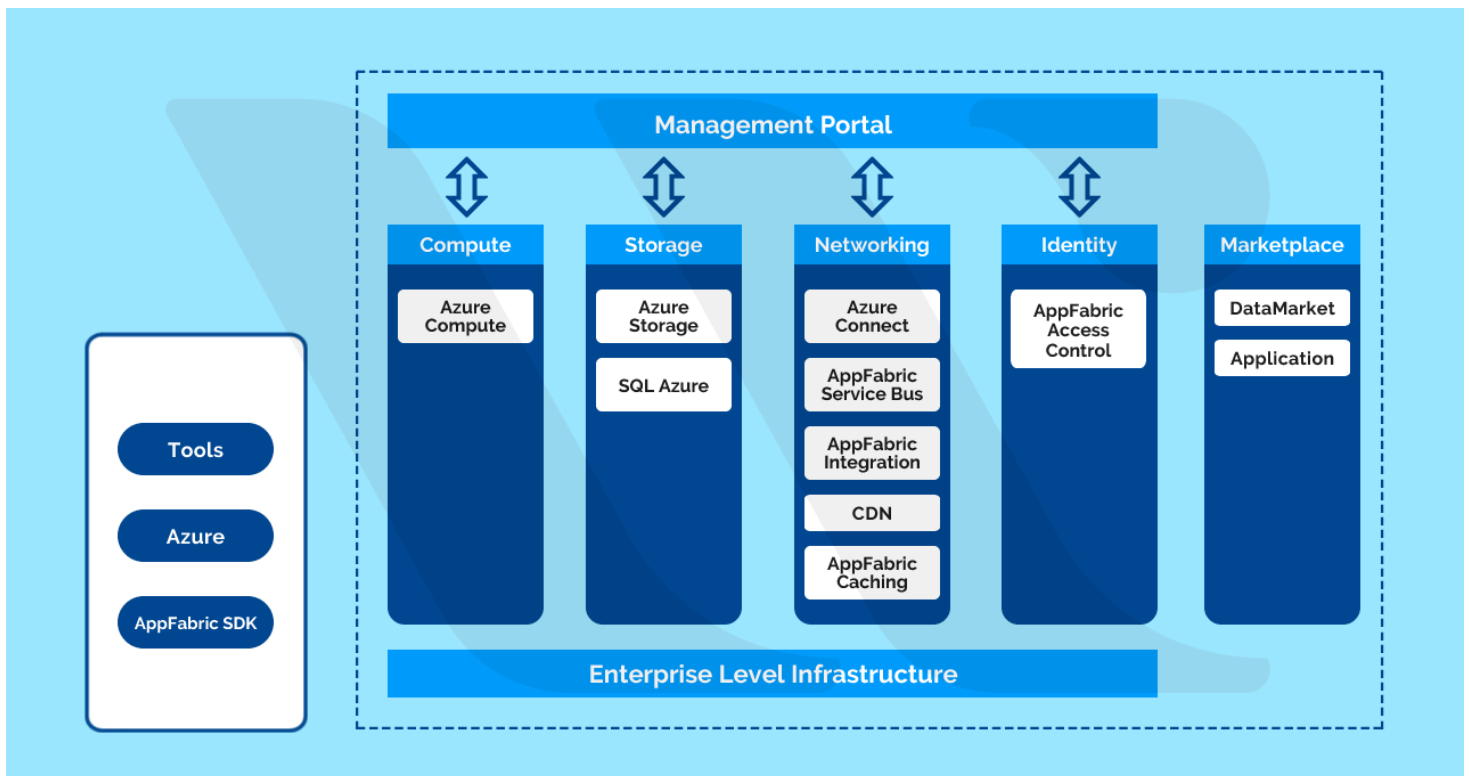 Management Portal
Compute
Storage
Networking
Identity
Marketplace
Azure
Compute
Azure
Storage
SQL Azure
Azure
Connect
AppFabric
Service Bus
AppFabric
Integration
CDN
AppFabric
Caching
AppFabric
Access
Control
DataMarket
Application
Tools
Azure
AppFabric SDK
Enterprise Level Infrastructure